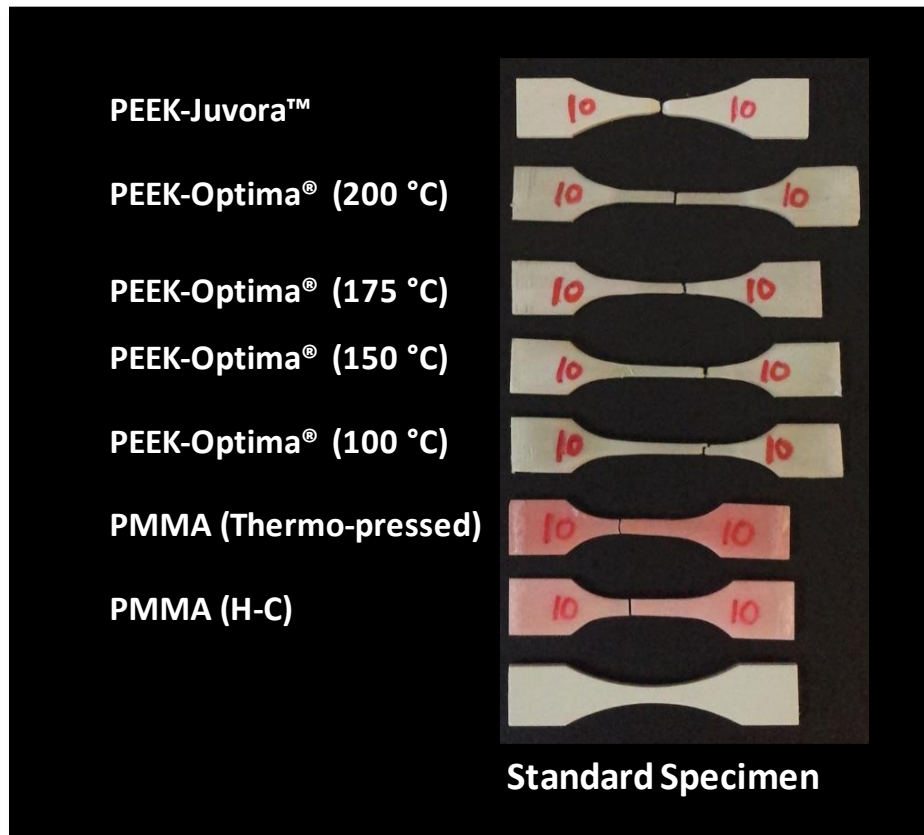 PEEK-Juvora™
10 10
PEEK-Optima® (200 °C)
10 10
PEEK-Optima® (175 °C)
10 10
PEEK-Optima® (150 °C)
10 10
PEEK-Optima® (100 °C)
10 10
PMMA (Thermo-pressed)
10 10
PMMA (H-C)
10 10
Standard Specimen